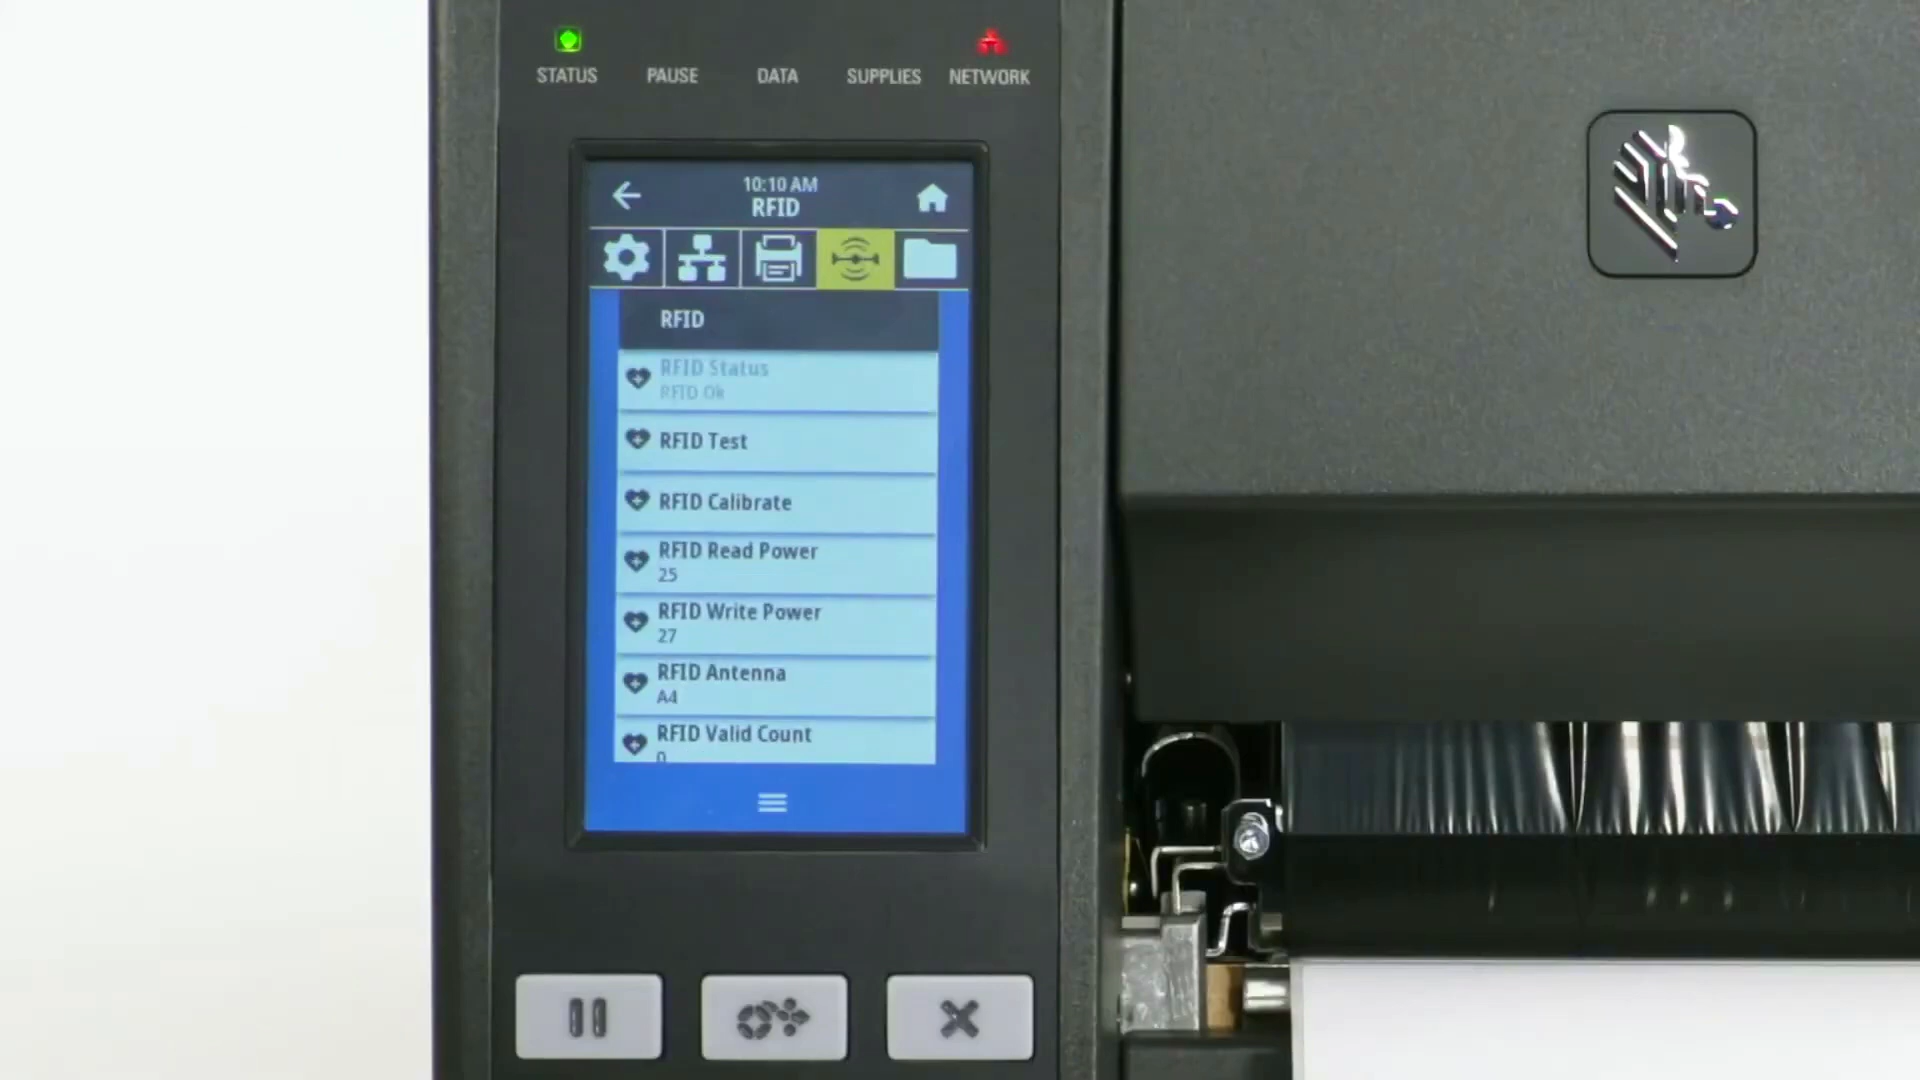 STATUS PAUSE DATA SUPPLIES NETWORK
10:10 AM
RFID
RFID
RFID Status
RFID Ok
RFID Test
RFID Calibrate
RFID Read Power
25
RFID Write Power
27
RFID Antenna
A4
RFID Valid Count
0